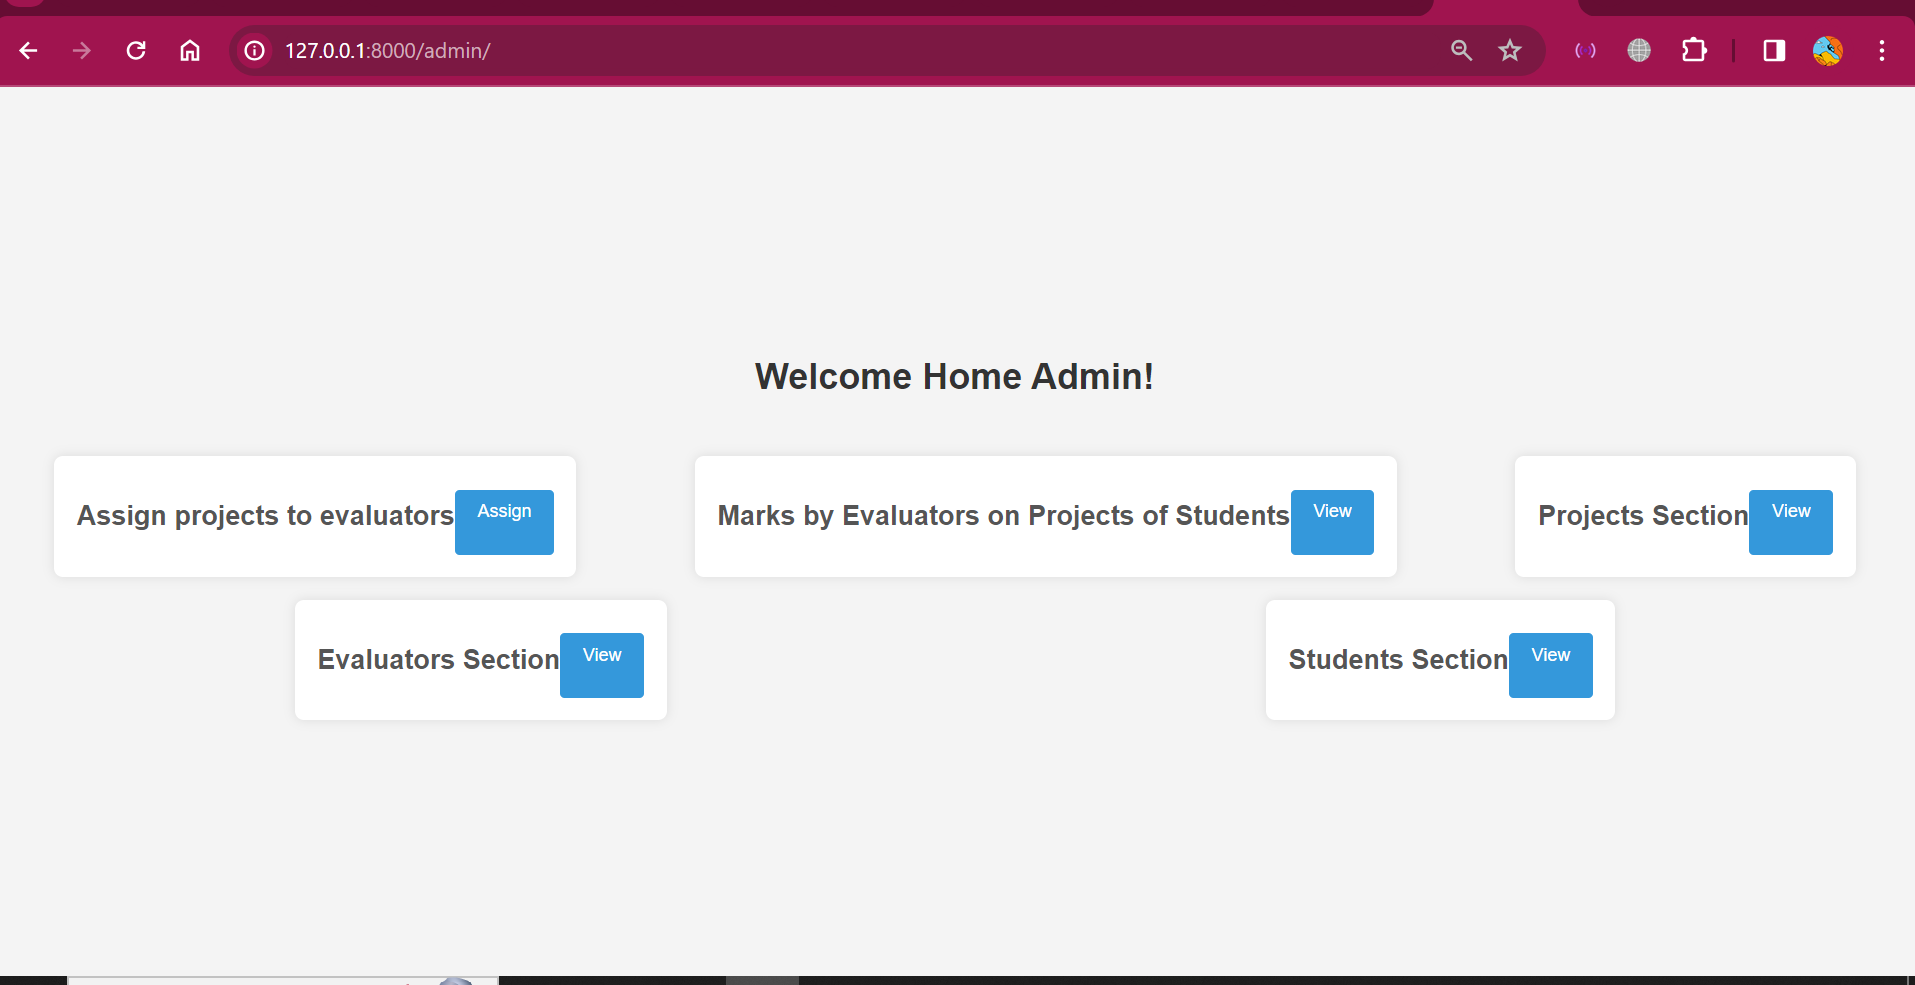 127.0.0.1:8000/admin/
Welcome Home Admin!
Assign projects to evaluators Assign
Marks by Evaluators on Projects of Students View
Projects Section View
Evaluators Section View
Students Section View